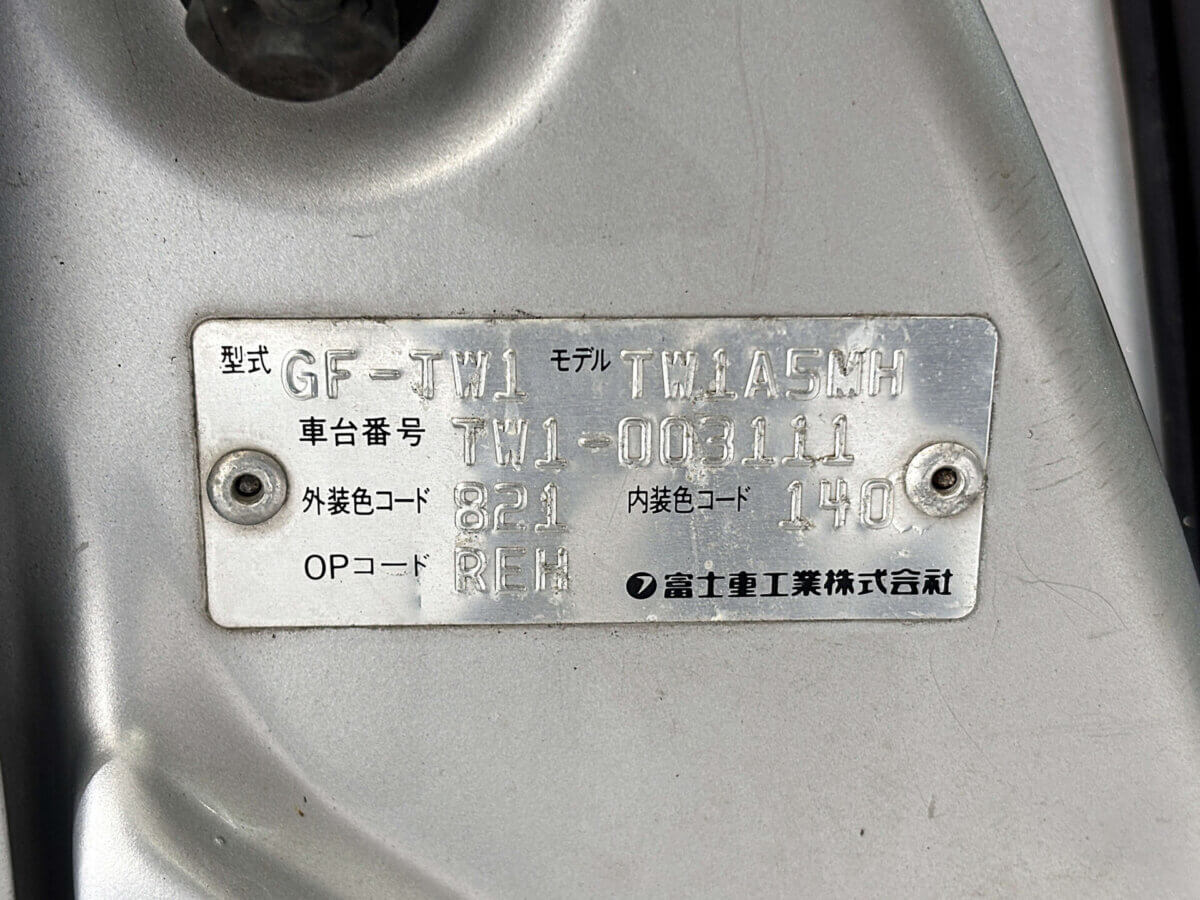 型式 GF-TW1 モデル TW1A5MH
車台番号 TW1-003111
外装色コード 821 内装色コード 140
OPコード REH
フ 富士重工業株式会社